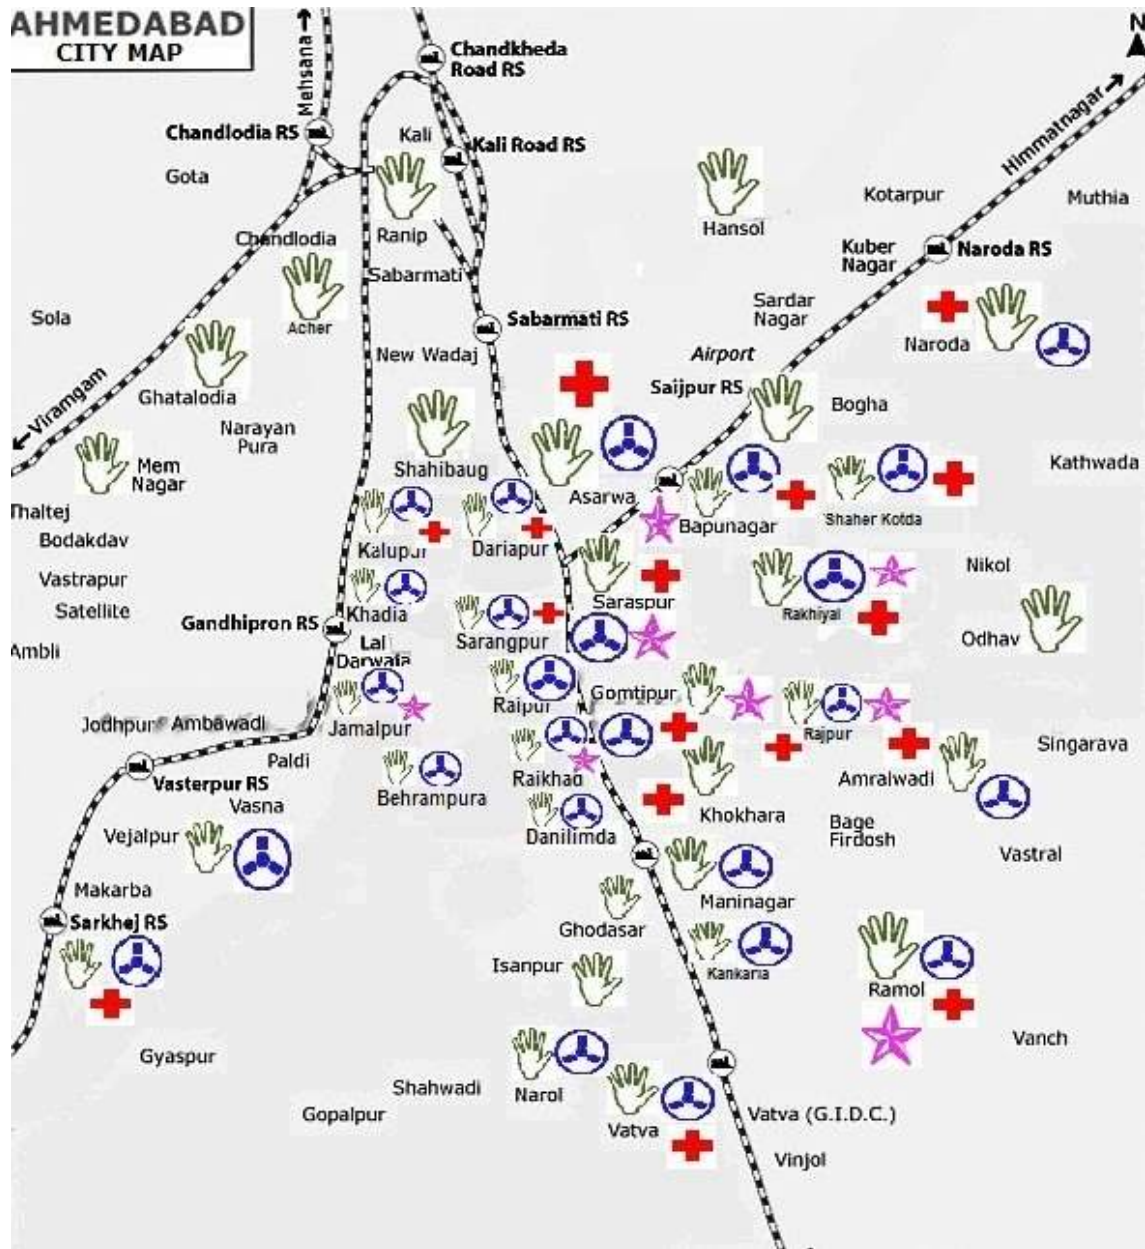 AHMEDABAD
CITY MAP
Mehsana
Chandkheda
Road RS
N
Himmatnagar
Chandlodia RS
Kali
Kali Road RS
Gota
Kotarpur
Muthia
Ranip
Hansol
Chandlodia
Kuber
Nagar
Naroda RS
Sabarmati
Sola
Acher
Sabarmati RS
Sardar
Nagar
Naroda
New Wadaj
Airport
Saijpur RS
Viramgam
Ghatalodia
Bogha
Narayan
Pura
Mem
Nagar
Shahibaug
Asarwa
Kathwada
Thaltej
Bapunagar
Shaher Kotda
Bodakdav
Kalupur
Dariapur
Nikol
Vastrapur
Satellite
Khadia
Saraspur
Rakhiyal
Gandhipron RS
Sarangpur
Odhav
Ambli
Lal
Darwaja
Raipur
Gomtipur
Jodhpur
Ambawadi
Jamalpur
Rajpur
Singarava
Paldi
Raikhad
Amralwadi
Vasterpur RS
Vasna
Behrampura
Khokhara
Vejalpur
Danilimda
Bage
Firdosh
Vastral
Makarba
Maninagar
Sarkhej RS
Ghodasar
Isanpur
Kankaria
Ramol
Gyaspur
Vanch
Shahwadi
Narol
Gopalpur
Vatva
Vatva (G.I.D.C.)
Vinjol